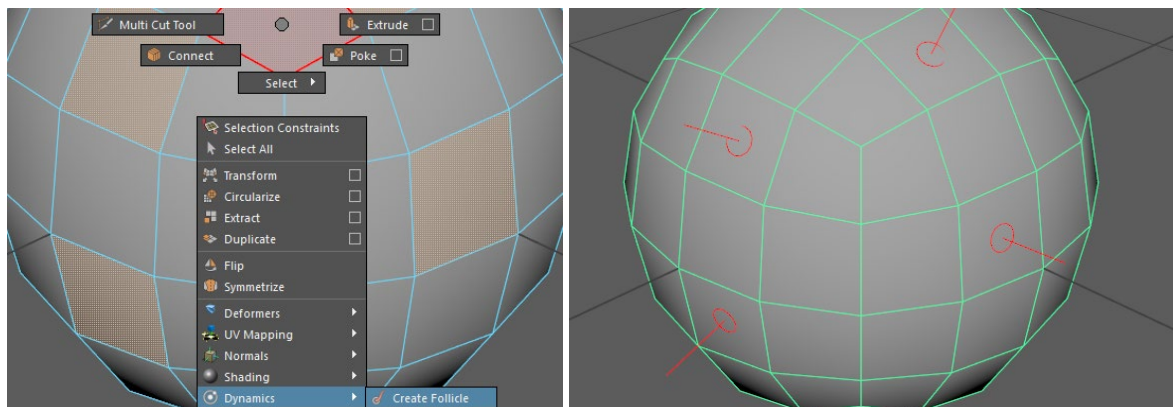 Multi Cut Tool
Extrude
Connect
Poke
Select
Selection Constraints
Select All
Transform
Circularize
Extract
Duplicate
Flip
Symmetrize
Deformers
UV Mapping
Normals
Shading
Dynamics
Create Follicle